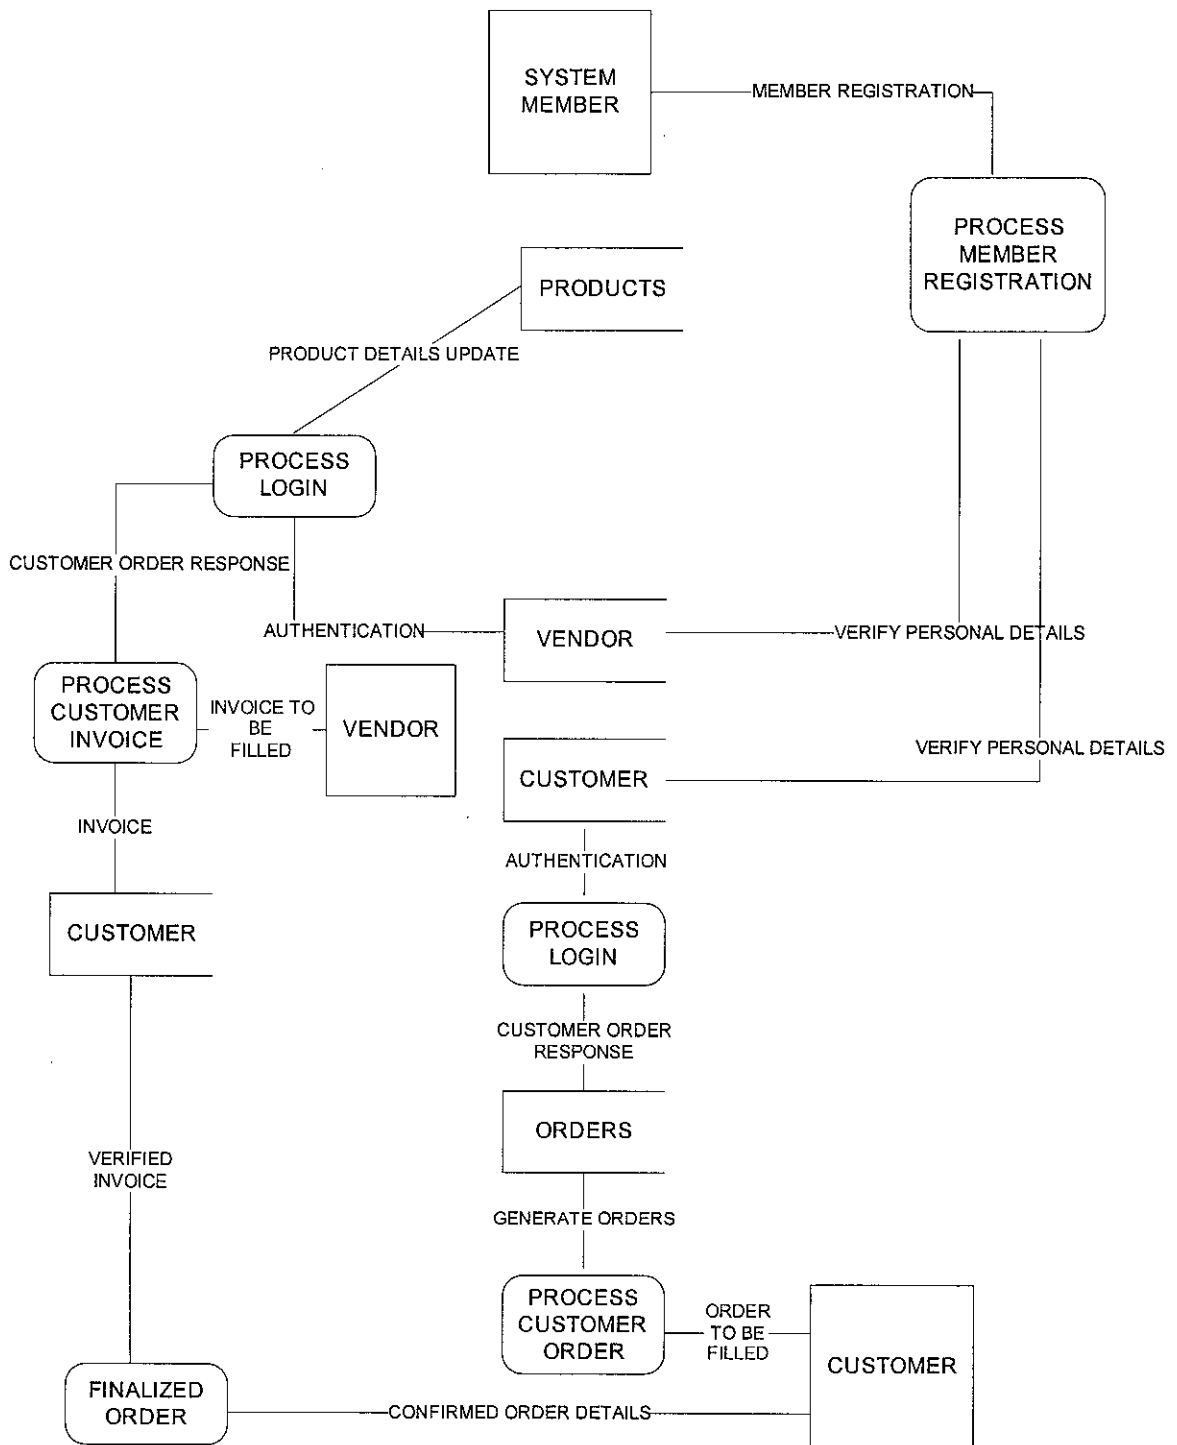 SYSTEM
MEMBER
MEMBER REGISTRATION
PROCESS
MEMBER
REGISTRATION
PRODUCTS
PRODUCT DETAILS UPDATE
PROCESS
LOGIN
CUSTOMER ORDER RESPONSE
AUTHENTICATION
VENDOR
VERIFY PERSONAL DETAILS
PROCESS
CUSTOMER
INVOICE
INVOICE TO
BE
FILLED
VENDOR
VERIFY PERSONAL DETAILS
CUSTOMER
INVOICE
AUTHENTICATION
CUSTOMER
PROCESS
LOGIN
CUSTOMER ORDER
RESPONSE
ORDERS
VERIFIED
INVOICE
GENERATE ORDERS
PROCESS
CUSTOMER
ORDER
ORDER
TO BE
FILLED
CUSTOMER
FINALIZED
ORDER
CONFIRMED ORDER DETAILS